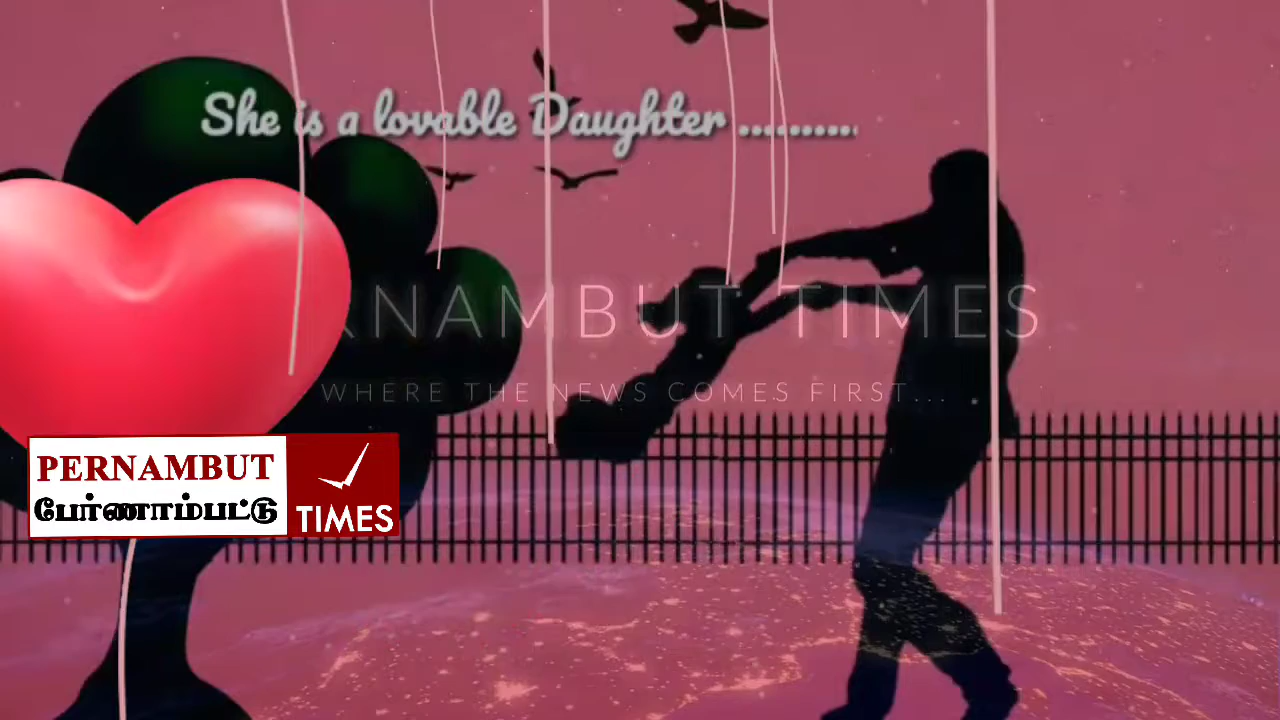 She is a lovable Daughter ..........
RNAMBUT TIMES
WHERE THE NEWS COMES FIRST...
PERNAMBUT
பேர்ணாம்பட்டு
TIMES